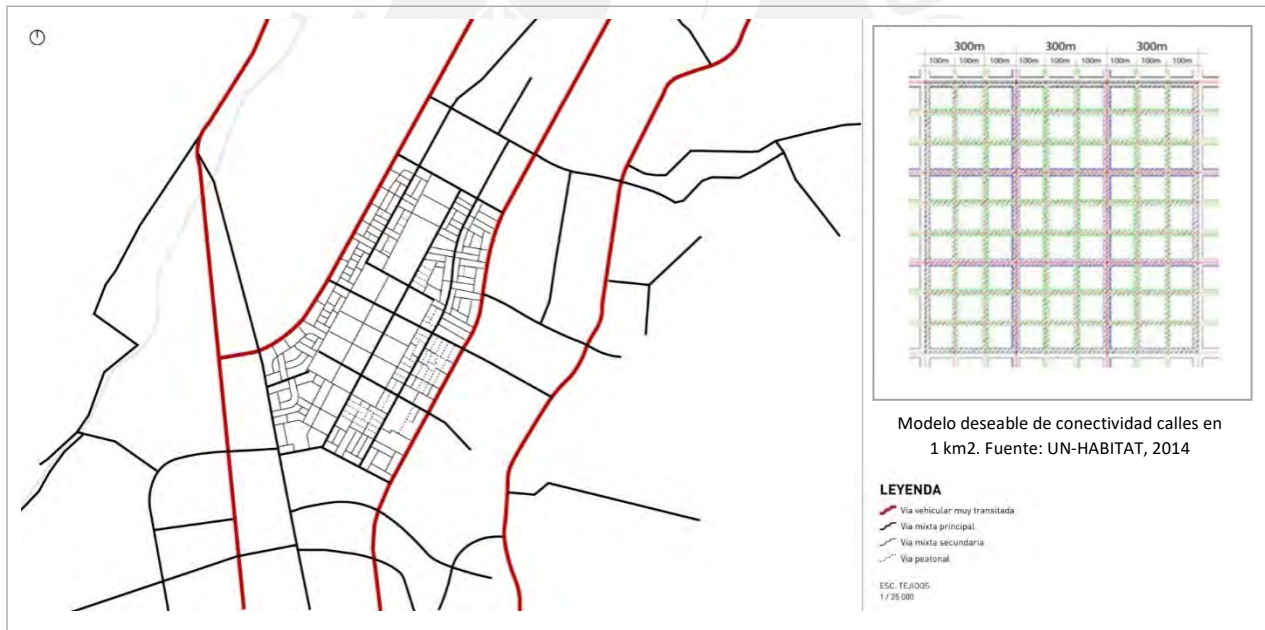 300m 300m 300m
100m 100m 100m 100m 100m 100m 100m 100m 100m
Modelo deseable de conectividad calles en
1 km2. Fuente: UN-HABITAT, 2014
LEYENDA
Vía vehicular muy transitada
Vía mixta principal
Vía mixta secundaria
Vía peatonal
ESC. TEJIDOS
1 / 25 000